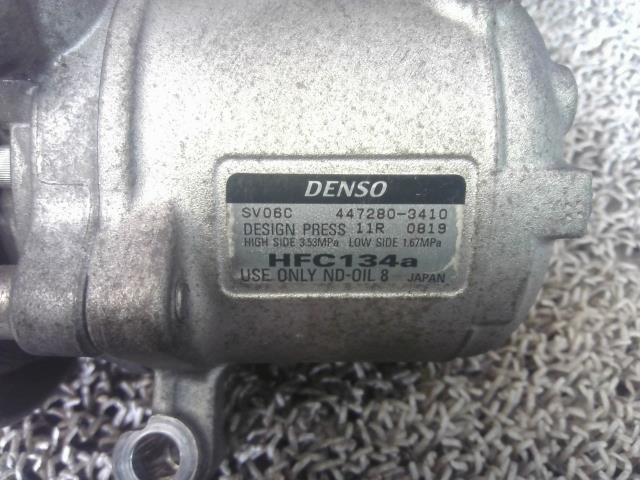 DENSO
SV06C 447280-3410
DESIGN PRESS 11R 0819
HIGH SIDE 3.53MPa LOW SIDE 1.67MPa
HFC134a
USE ONLY ND-OIL 8 JAPAN